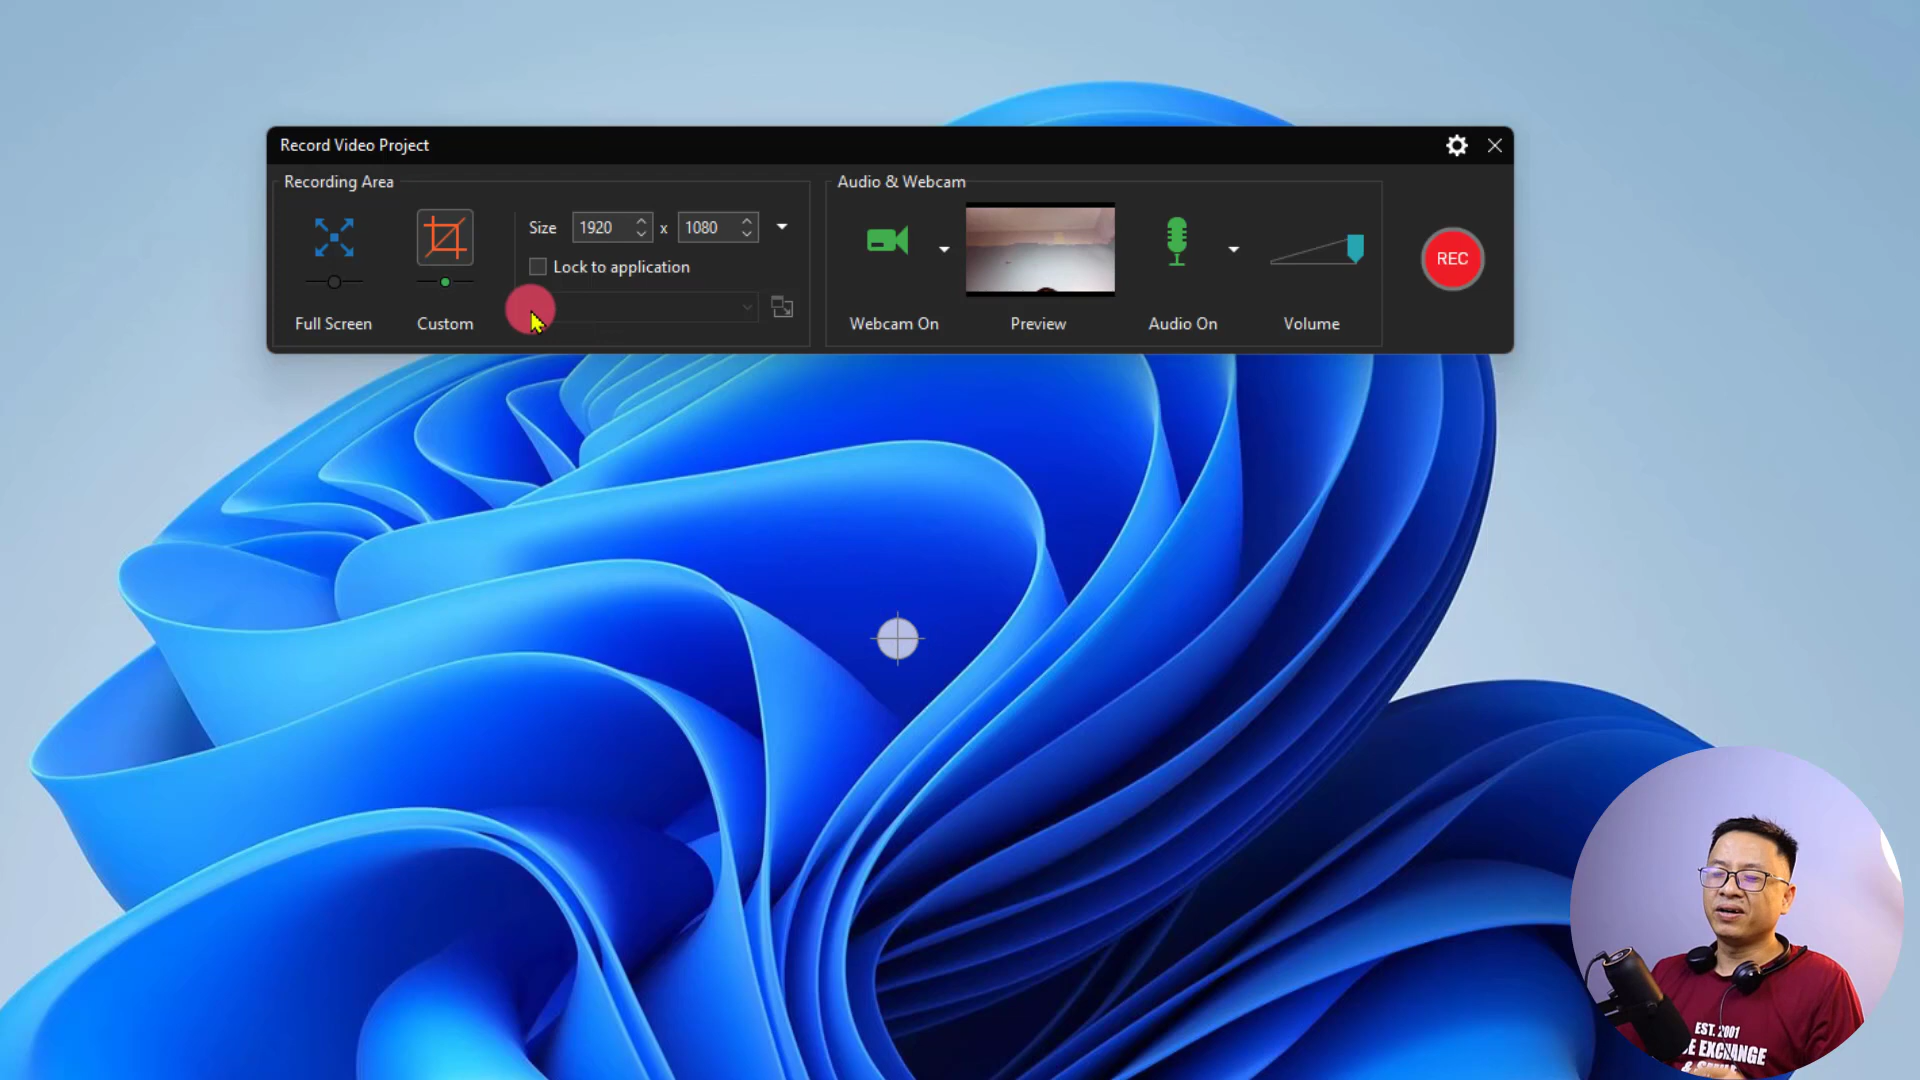 Record Video Project
Recording Area
Size 1920 x 1080
Lock to application
Full Screen
Custom
Audio & Webcam
Webcam On
Preview
Audio On
Volume
REC
EST. 2001
EXCHANGE